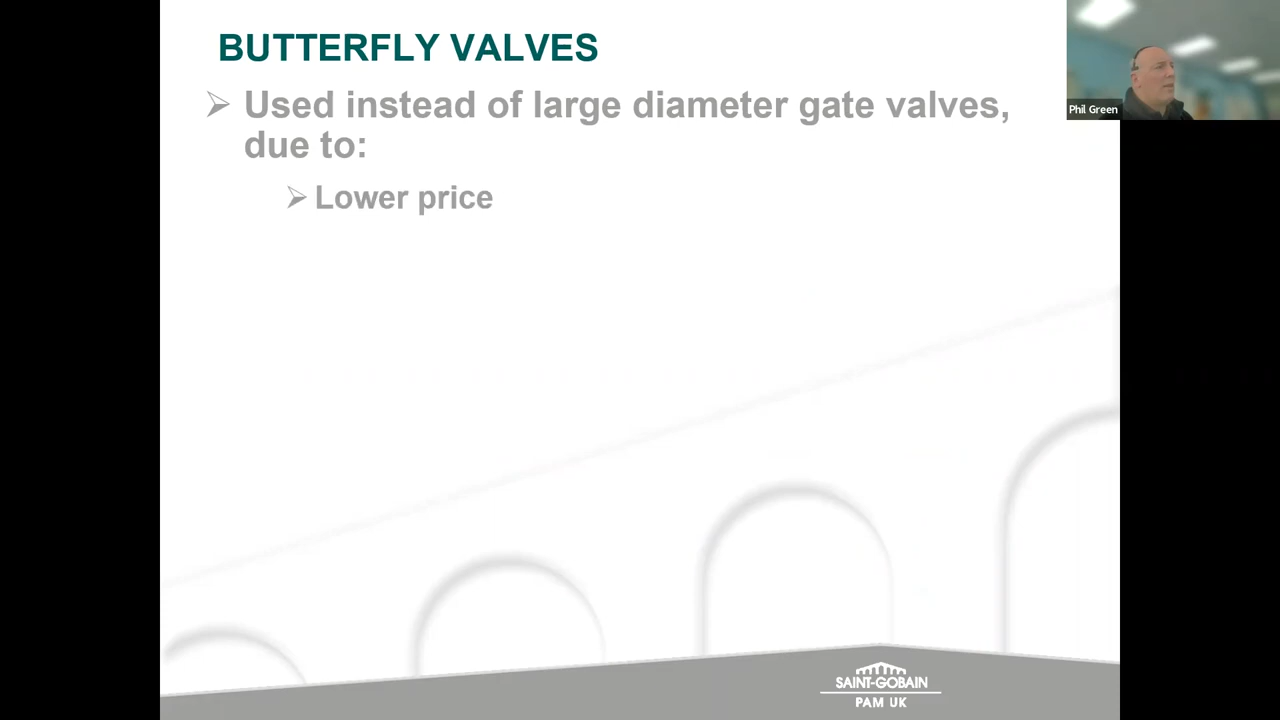 BUTTERFLY VALVES
Used instead of large diameter gate valves,
due to:
Lower price
Phil Green
SAINT-GOBAIN
PAM UK